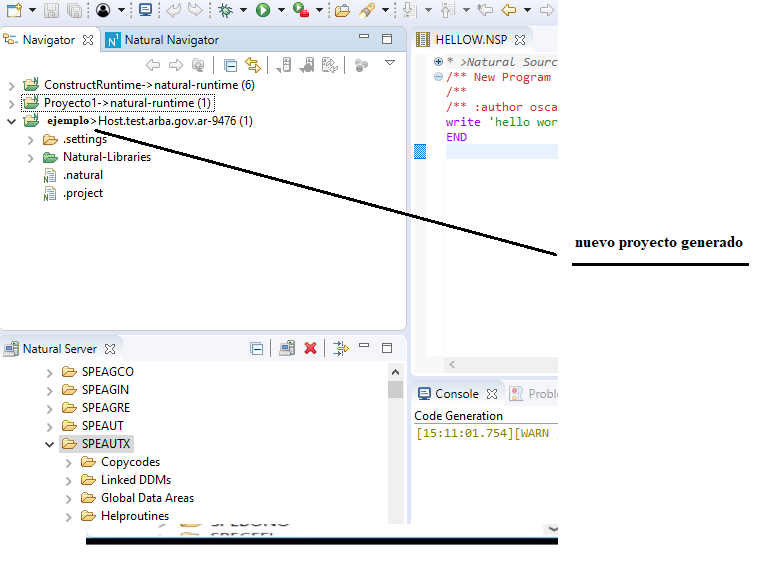 Navigator
Natural Navigator
ConstructRuntime->natural-runtime (6)
Proyecto1->natural-runtime (1)
ejemplo>Host.test.arba.gov.ar-9476 (1)
.settings
Natural-Libraries
.natural
.project
HELLOW.NSP
* >Natural Sourc
/** New Program
/**
/** :author osca
write 'hello wor
END
nuevo proyecto generado
Natural Server
SPEAGCO
SPEAGIN
SPEAGRE
SPEAUT
SPEAUTX
Copycodes
Linked DDMs
Global Data Areas
Helproutines
Console
Proble
Code Generation
[15:11:01.754][WARN